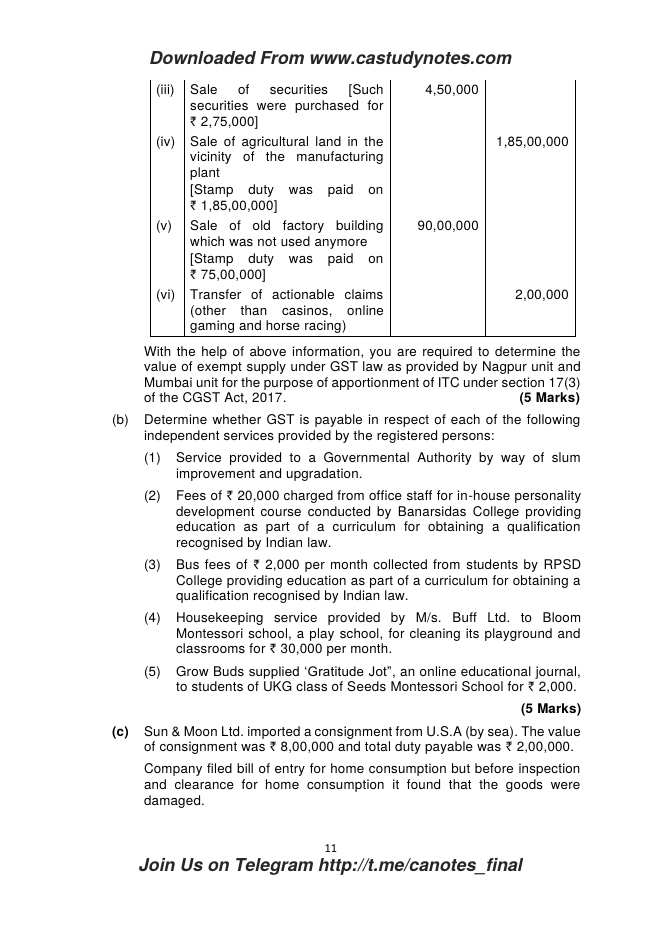 Downloaded From www.castudynotes.com
(iii) Sale of securities [Such 4,50,000
securities were purchased for
₹ 2,75,000]
(iv) Sale of agricultural land in the 1,85,00,000
vicinity of the manufacturing
plant
[Stamp duty was paid on
₹ 1,85,00,000]
(v) Sale of old factory building 90,00,000
which was not used anymore
[Stamp duty was paid on
₹ 75,00,000]
(vi) Transfer of actionable claims 2,00,000
(other than casinos, online
gaming and horse racing)
With the help of above information, you are required to determine the
value of exempt supply under GST law as provided by Nagpur unit and
Mumbai unit for the purpose of apportionment of ITC under section 17(3)
of the CGST Act, 2017. (5 Marks)
(b) Determine whether GST is payable in respect of each of the following
independent services provided by the registered persons:
(1) Service provided to a Governmental Authority by way of slum
improvement and upgradation.
(2) Fees of ₹ 20,000 charged from office staff for in-house personality
development course conducted by Banarsidas College providing
education as part of a curriculum for obtaining a qualification
recognised by Indian law.
(3) Bus fees of ₹ 2,000 per month collected from students by RPSD
College providing education as part of a curriculum for obtaining a
qualification recognised by Indian law.
(4) Housekeeping service provided by M/s. Buff Ltd. to Bloom
Montessori school, a play school, for cleaning its playground and
classrooms for ₹ 30,000 per month.
(5) Grow Buds supplied ‘Gratitude Jot”, an online educational journal,
to students of UKG class of Seeds Montessori School for ₹ 2,000.
(5 Marks)
(c) Sun & Moon Ltd. imported a consignment from U.S.A (by sea). The value
of consignment was ₹ 8,00,000 and total duty payable was ₹ 2,00,000.
Company filed bill of entry for home consumption but before inspection
and clearance for home consumption it found that the goods were
damaged.
11
Join Us on Telegram http://t.me/canotes_final